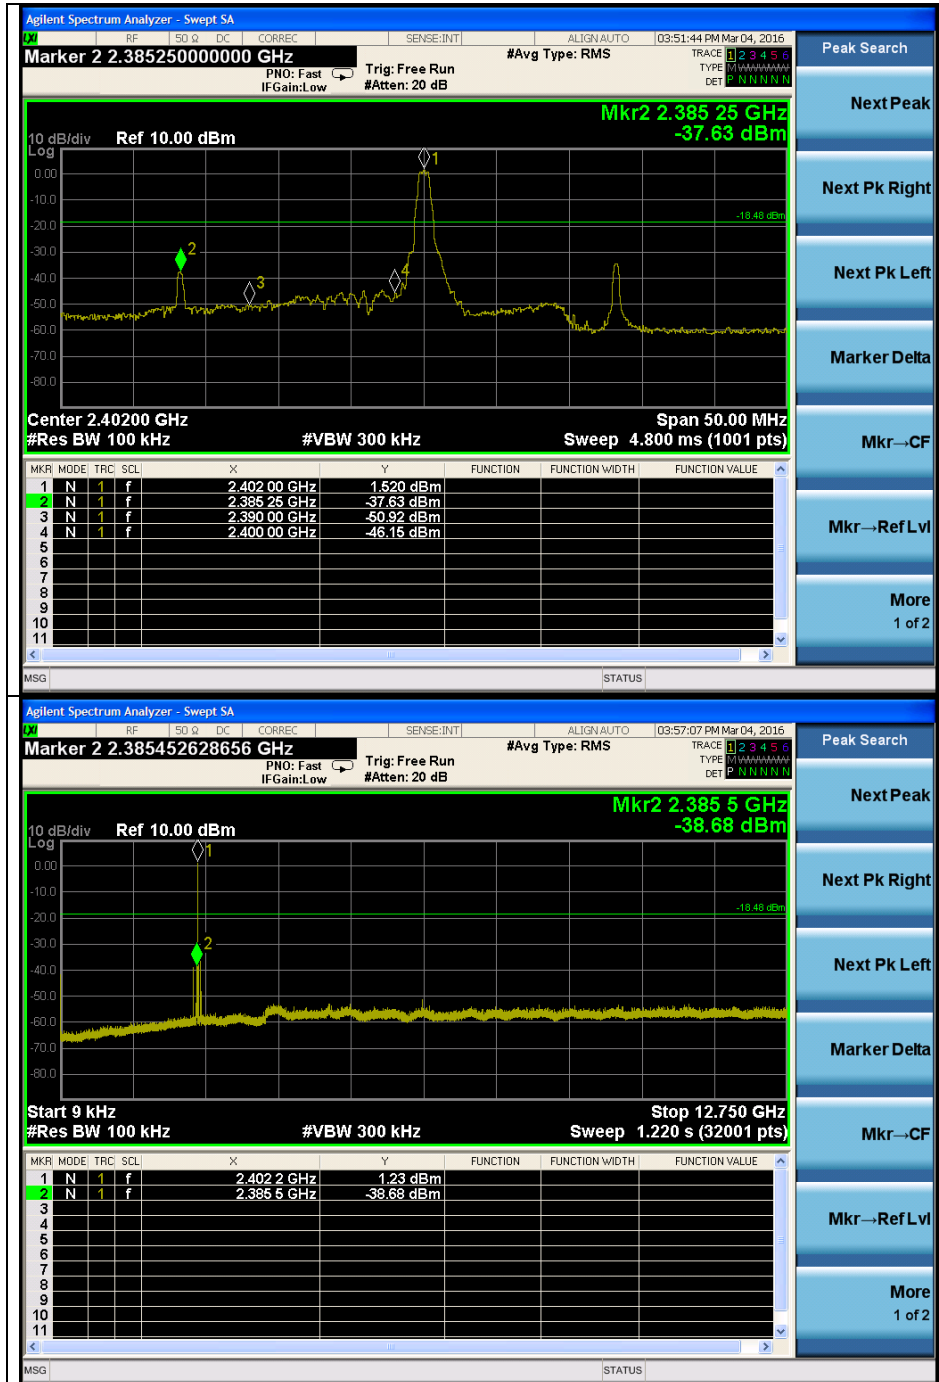 Agilent Spectrum Analyzer - Swept SA
LXI RF 50 Ω DC CORREC SENSE:INT ALIGN AUTO 03:51:44 PM Mar 04, 2016
Marker 2 2.385250000000 GHz #Avg Type: RMS TRACE 1 2 3 4 5 6
PNO: Fast Trig: Free Run TYPE M
IFGain:Low #Atten: 20 dB DET P N N N N N
Peak Search
Next Peak
Next Pk Right
Next Pk Left
Marker Delta
Mkr→CF
Mkr→Ref Lvl
More
1 of 2
Mkr2 2.385 25 GHz
-37.63 dBm
10 dB/div Ref 10.00 dBm
Log
1
0.00
-10.0
-18.48 dBm
-20.0
2
-30.0
4
-40.0
3
-50.0
-60.0
-70.0
-80.0
Center 2.40200 GHz Span 50.00 MHz
#Res BW 100 kHz #VBW 300 kHz Sweep 4.800 ms (1001 pts)
MKR MODE TRC SCL X Y FUNCTION FUNCTION WIDTH FUNCTION VALUE
1 N 1 f 2.402 00 GHz 1.520 dBm
2 N 1 f 2.385 25 GHz -37.63 dBm
3 N 1 f 2.390 00 GHz -50.92 dBm
4 N 1 f 2.400 00 GHz -46.15 dBm
5
6
7
8
9
10
11
MSG STATUS
Agilent Spectrum Analyzer - Swept SA
LXI RF 50 Ω DC CORREC SENSE:INT ALIGN AUTO 03:57:07 PM Mar 04, 2016
Marker 2 2.385452628656 GHz #Avg Type: RMS TRACE 1 2 3 4 5 6
PNO: Fast Trig: Free Run TYPE M
IFGain:Low #Atten: 20 dB DET P N N N N N
Peak Search
Next Peak
Next Pk Right
Next Pk Left
Marker Delta
Mkr→CF
Mkr→Ref Lvl
More
1 of 2
Mkr2 2.385 5 GHz
-38.68 dBm
10 dB/div Ref 10.00 dBm
Log
1
0.00
-10.0
-18.48 dBm
-20.0
-30.0
2
-40.0
-50.0
-60.0
-70.0
-80.0
Start 9 kHz Stop 12.750 GHz
#Res BW 100 kHz #VBW 300 kHz Sweep 1.220 s (32001 pts)
MKR MODE TRC SCL X Y FUNCTION FUNCTION WIDTH FUNCTION VALUE
1 N 1 f 2.402 2 GHz 1.23 dBm
2 N 1 f 2.385 5 GHz -38.68 dBm
3
4
5
6
7
8
9
10
11
MSG STATUS